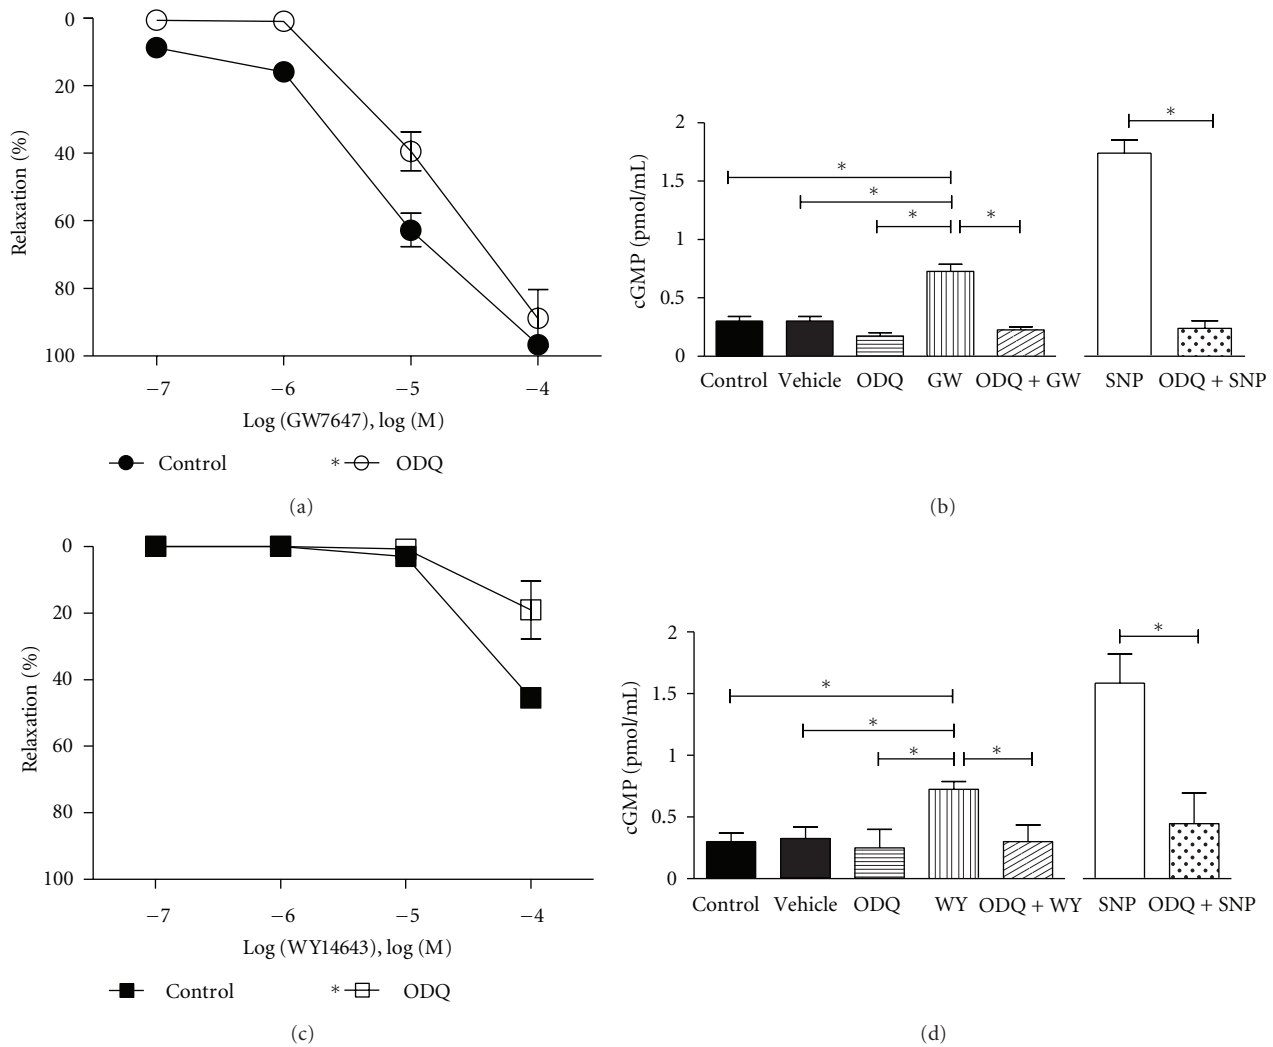 0
20
40
60
80
100
Relaxation (%)
−7 −6 −5 −4
Log (GW7647), log (M)
Control * ODQ
(a)
2
1.5
1
0.5
0
cGMP (pmol/mL)
* * * * *
Control Vehicle ODQ GW ODQ + GW SNP ODQ + SNP
(b)
0
20
40
60
80
100
Relaxation (%)
−7 −6 −5 −4
Log (WY14643), log (M)
Control * ODQ
(c)
2
1.5
1
0.5
0
cGMP (pmol/mL)
* * * * *
Control Vehicle ODQ WY ODQ + WY SNP ODQ + SNP
(d)